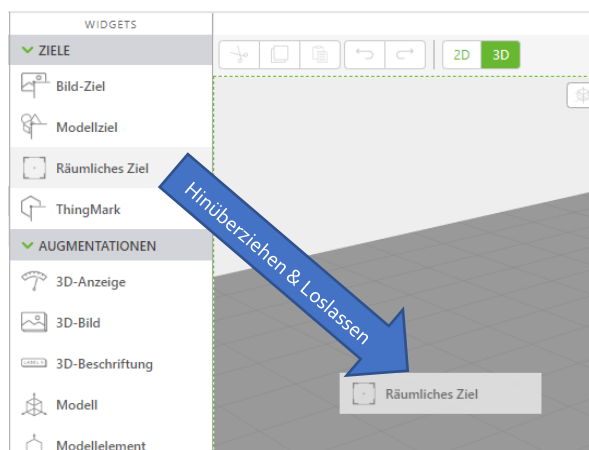 WIDGETS
ZIELE
Bild-Ziel
Modellziel
Räumliches Ziel
ThingMark
AUGMENTATIONEN
3D-Anzeige
3D-Bild
3D-Beschriftung
Modell
Modellelement
2D 3D
Hinüberziehen & Loslassen
Räumliches Ziel